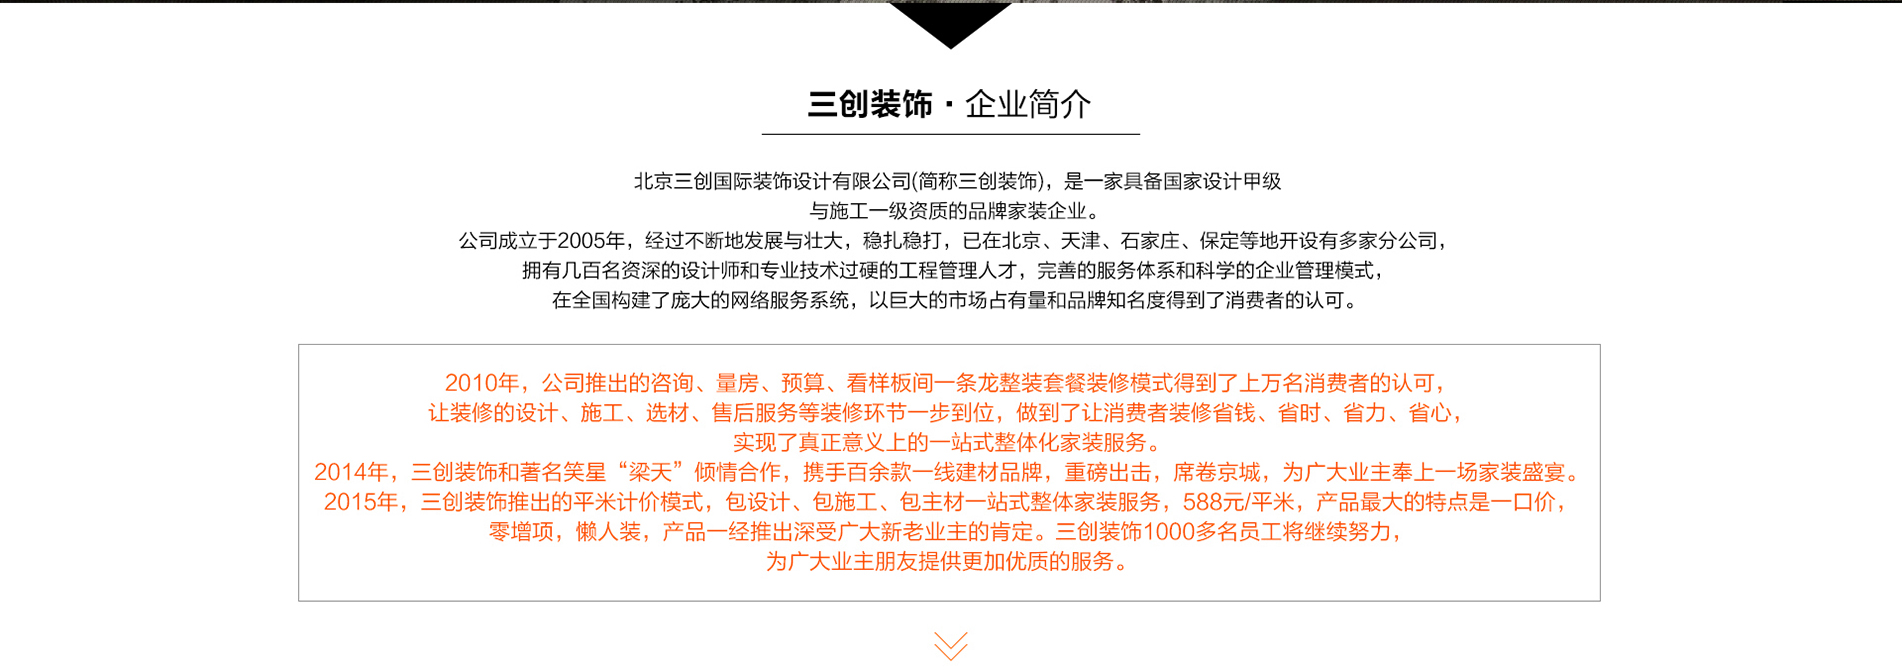 三创装饰·企业简介
北京三创国际装饰设计有限公司(简称三创装饰)，是一家具备国家设计甲级
与施工一级资质的品牌家装企业。
公司成立于2005年，经过不断地发展与壮大，稳扎稳打，已在北京、天津、石家庄、保定等地开设有多家分公司，
拥有几百名资深的设计师和专业技术过硬的工程管理人才，完善的服务体系和科学的企业管理模式，
在全国构建了庞大的网络服务系统，以巨大的市场占有量和品牌知名度得到了消费者的认可。
2010年，公司推出的咨询、量房、预算、看样板间一条龙整装套餐装修模式得到了上万名消费者的认可，
让装修的设计、施工、选材、售后服务等装修环节一步到位，做到了让消费者装修省钱、省时、省力、省心，
实现了真正意义上的一站式整体化家装服务。
2014年，三创装饰和著名笑星“梁天”倾情合作，携手百余款一线建材品牌，重磅出击，席卷京城，为广大业主奉上一场家装盛宴。
2015年，三创装饰推出的平米计价模式，包设计、包施工、包主材一站式整体家装服务，588元/平米，产品最大的特点是一口价，
零增项，懒人装，产品一经推出深受广大新老业主的肯定。三创装饰1000多名员工将继续努力，
为广大业主朋友提供更加优质的服务。